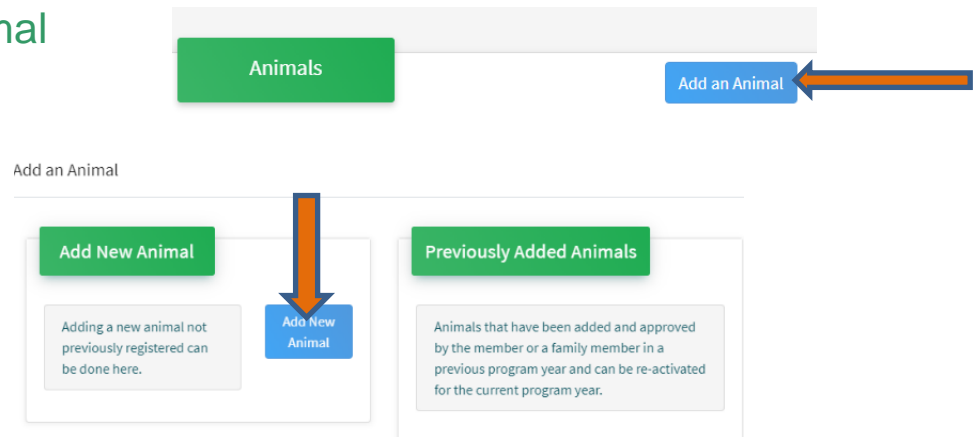 nal
Animals
Add an Animal
Add an Animal
Add New Animal
Adding a new animal not
previously registered can
be done here.
Add New
Animal
Previously Added Animals
Animals that have been added and approved
by the member or a family member in a
previous program year and can be re-activated
for the current program year.